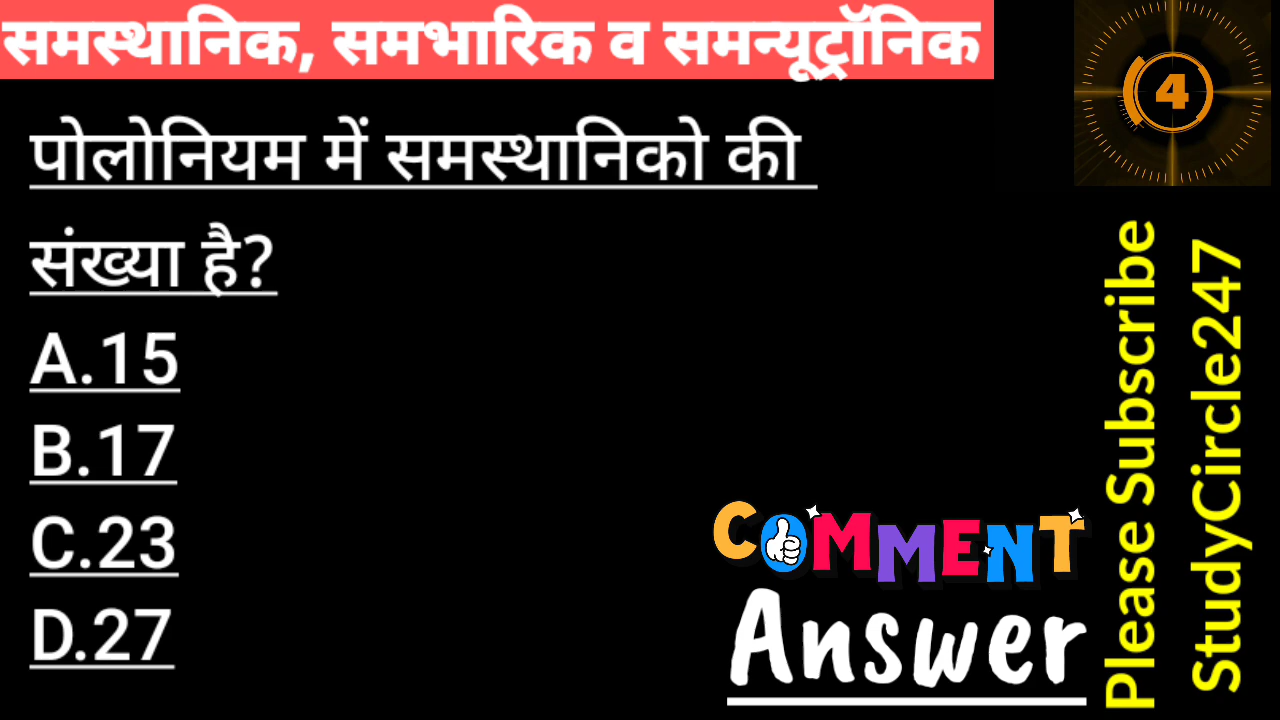 समस्थानिक, समभारिक व समन्यूट्रॉनिक
4
पोलोनियम में समस्थानिको की
संख्या है?
A.15
B.17
C.23
D.27
COMMENT
Answer
Please Subscribe
StudyCircle247